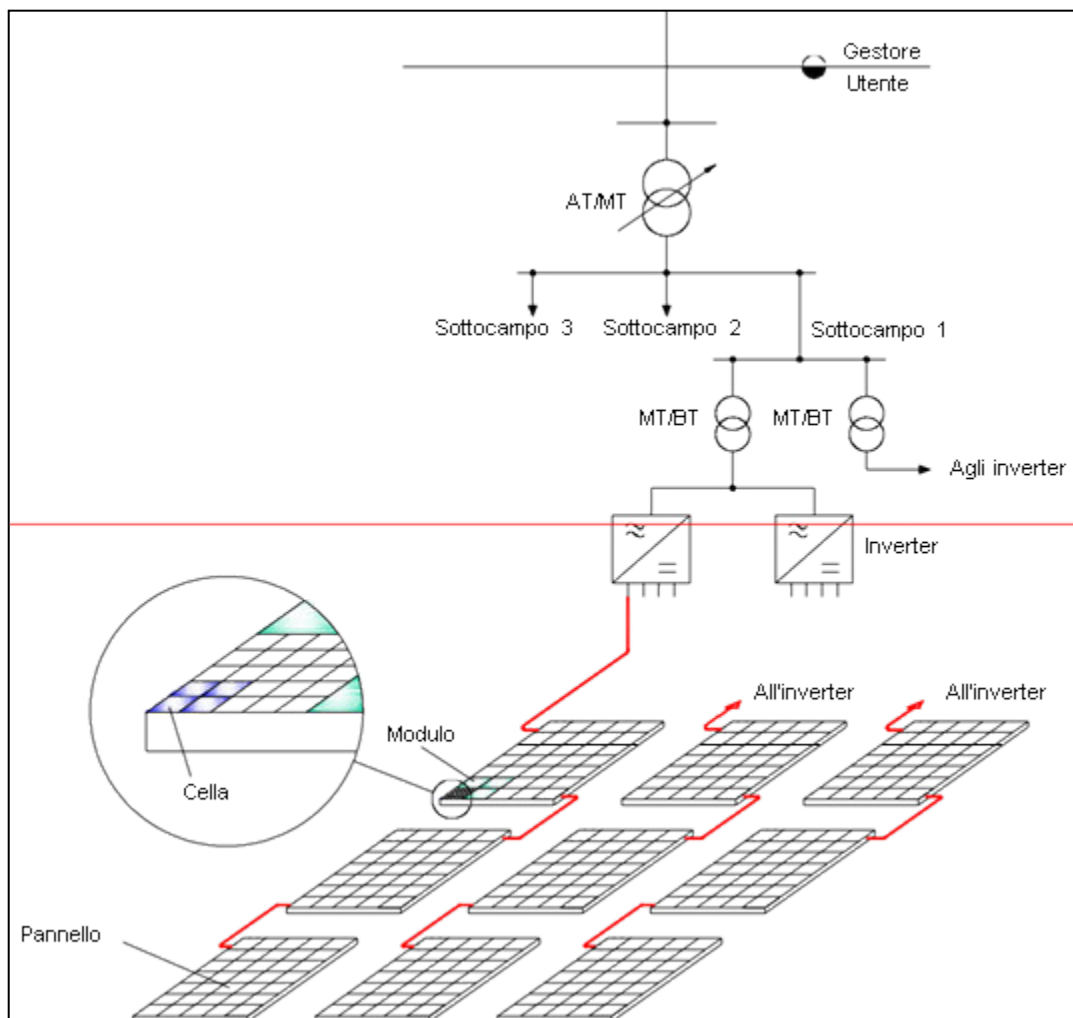 Gestore
Utente
AT/MT
Sottocampo 3
Sottocampo 2
Sottocampo 1
MT/BT
MT/BT
Agli inverter
Inverter
All'inverter
All'inverter
Modulo
Cella
Pannello